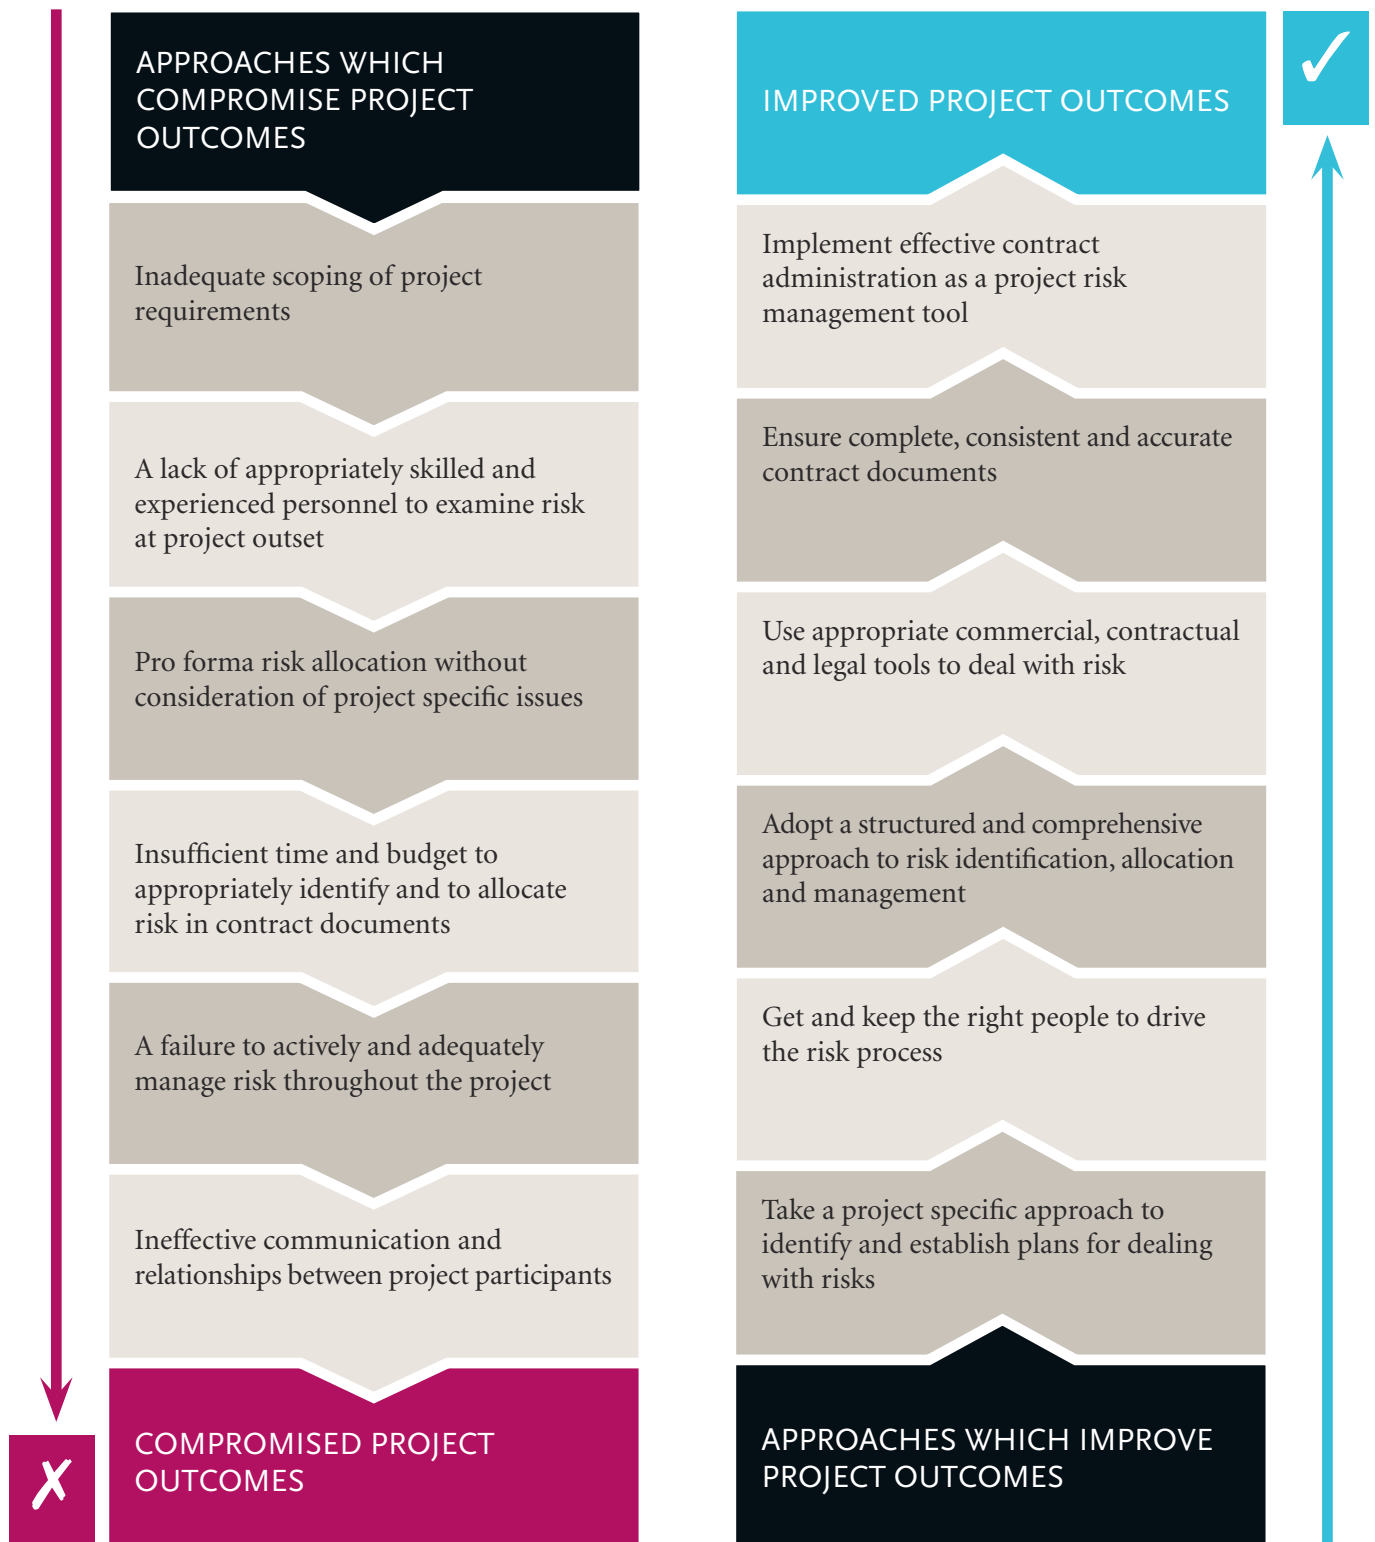 APPROACHES WHICH
COMPROMISE PROJECT
OUTCOMES
Inadequate scoping of project
requirements
A lack of appropriately skilled and
experienced personnel to examine risk
at project outset
Pro forma risk allocation without
consideration of project specific issues
Insufficient time and budget to
appropriately identify and to allocate
risk in contract documents
A failure to actively and adequately
manage risk throughout the project
Ineffective communication and
relationships between project participants
COMPROMISED PROJECT
OUTCOMES
✗
IMPROVED PROJECT OUTCOMES
✓
Implement effective contract
administration as a project risk
management tool
Ensure complete, consistent and accurate
contract documents
Use appropriate commercial, contractual
and legal tools to deal with risk
Adopt a structured and comprehensive
approach to risk identification, allocation
and management
Get and keep the right people to drive
the risk process
Take a project specific approach to
identify and establish plans for dealing
with risks
APPROACHES WHICH IMPROVE
PROJECT OUTCOMES